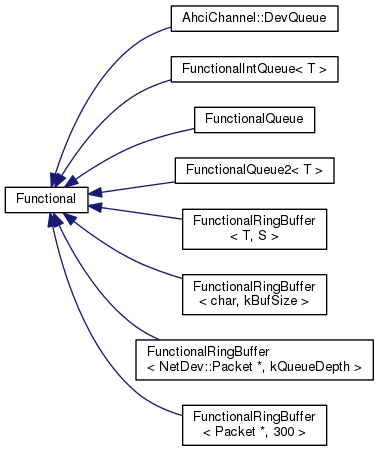 AhciChannel::DevQueue
FunctionalIntQueue< T >
FunctionalQueue
FunctionalQueue2< T >
Functional
FunctionalRingBuffer
< T, S >
FunctionalRingBuffer
< char, kBufSize >
FunctionalRingBuffer
< NetDev::Packet *, kQueueDepth >
FunctionalRingBuffer
< Packet *, 300 >